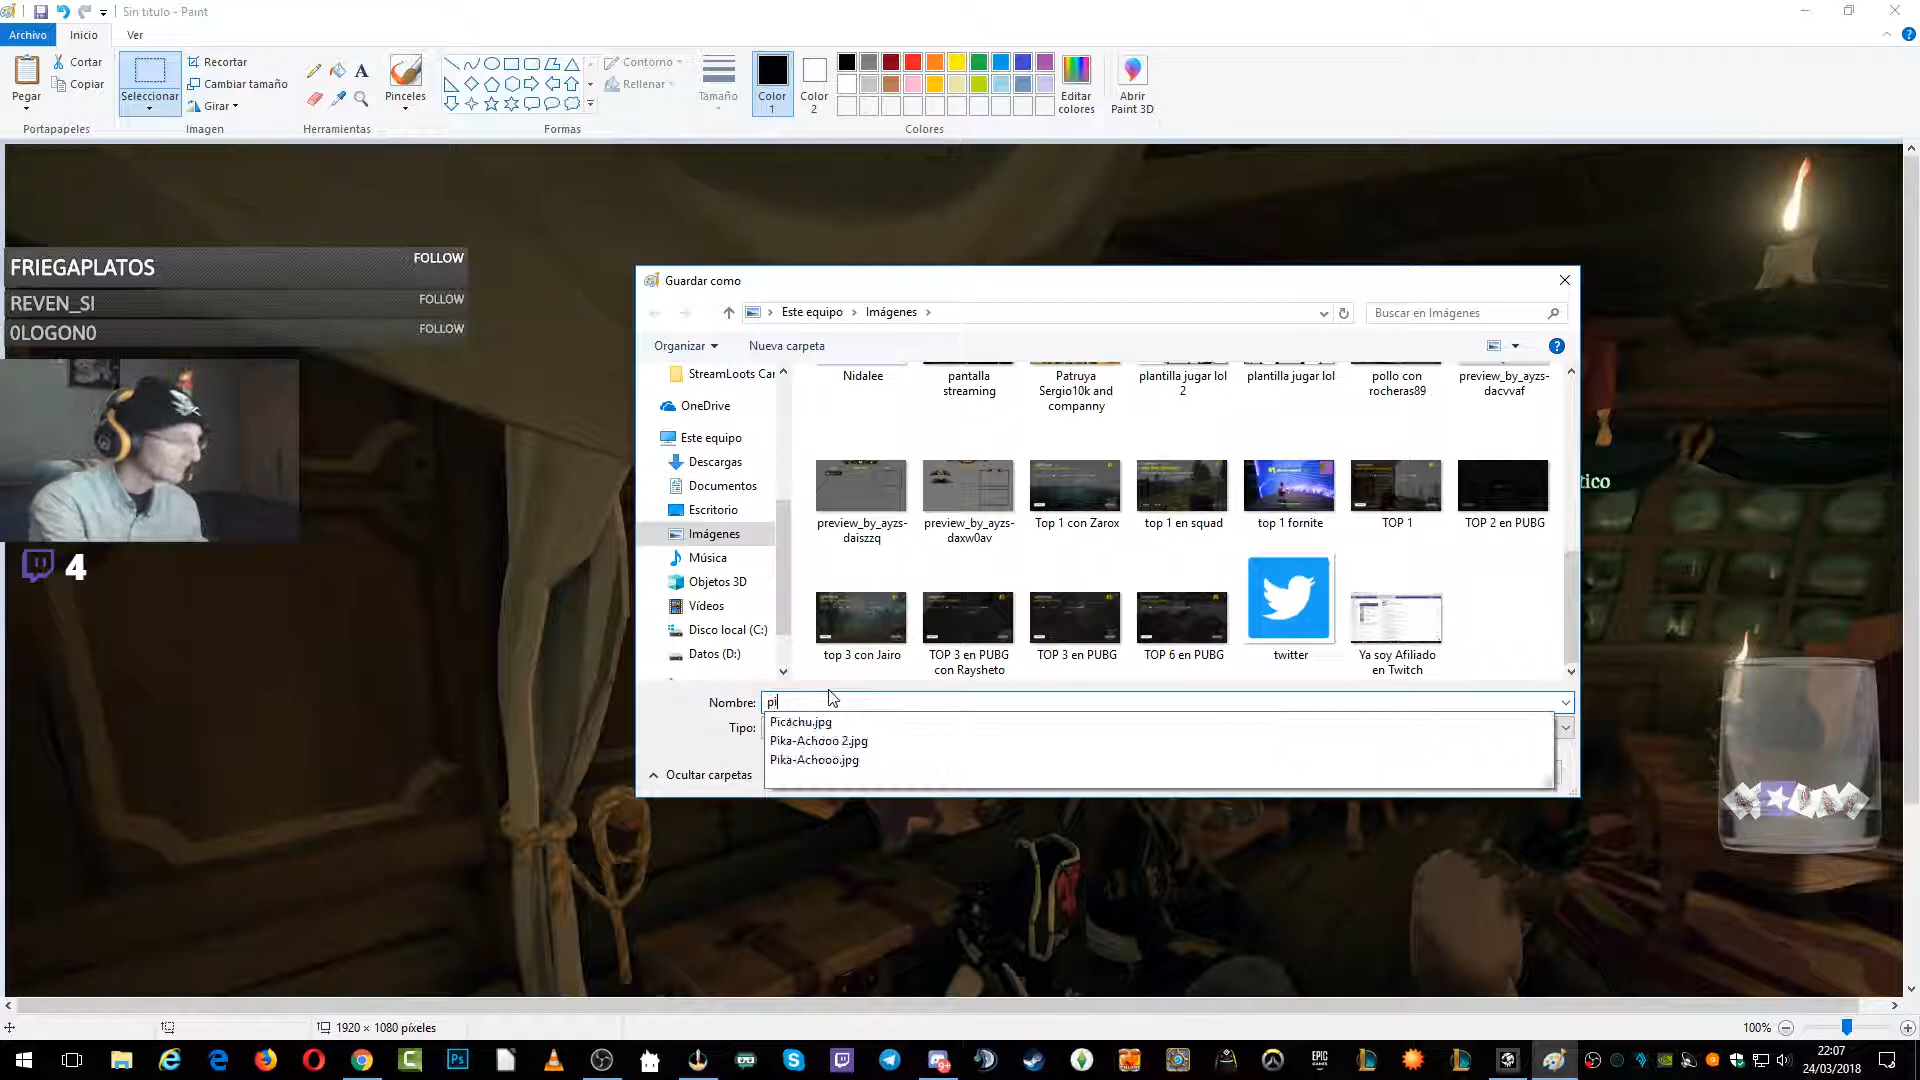 Sin título - Paint
Archivo Inicio Ver
Pegar
Cortar
Copiar
Portapapeles
Seleccionar
Recortar
Cambiar tamaño
Girar
Imagen
A
Herramientas
Pinceles
Contorno
Rellenar
Formas
Tamaño
Color
1
Color
2
Editar
colores
Colores
Abrir
Paint 3D
FRIEGAPLATOS FOLLOW
REVEN_SI FOLLOW
0LOGON0 FOLLOW
4
Guardar como
Este equipo > Imágenes >
Buscar en Imágenes
Organizar Nueva carpeta
StreamLoots Car
OneDrive
Este equipo
Descargas
Documentos
Escritorio
Imágenes
Música
Objetos 3D
Vídeos
Disco local (C:)
Datos (D:)
Nidalee
pantalla
streaming
Patruya
Sergio10k and
companny
plantilla jugar lol
2
plantilla jugar lol
pollo con
rocheras89
preview_by_ayzs-
dacvvaf
preview_by_ayzs-
daiszzq
preview_by_ayzs-
daxw0av
Top 1 con Zarox
top 1 en squad
top 1 fornite
TOP 1
TOP 2 en PUBG
top 3 con Jairo
TOP 3 en PUBG
con Raysheto
TOP 3 en PUBG
TOP 6 en PUBG
twitter
Ya soy Afiliado
en Twitch
Nombre: pi
Picachu.jpg
Pika-Achooo 2.jpg
Pika-Achooo.jpg
Tipo:
Ocultar carpetas
tico
1920 × 1080 píxeles
100%
Ps
EPIC
GAMES
9+
22:07
24/03/2018